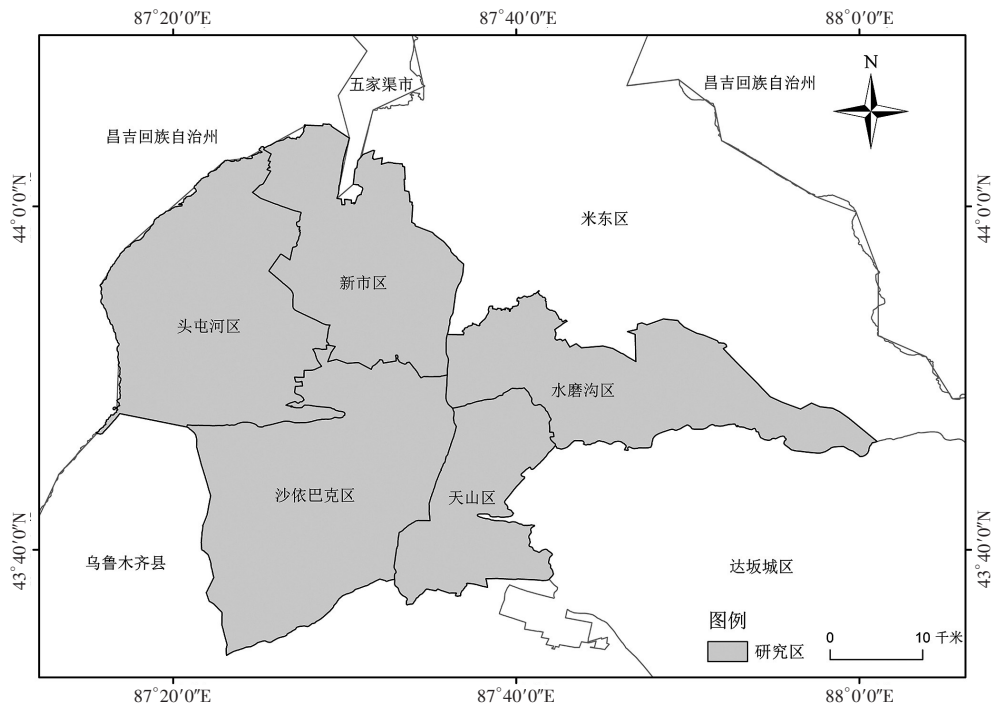 87°20′0″E
87°40′0″E
88°0′0″E
N
五家渠市
昌吉回族自治州
昌吉回族自治州
44°0′0″N
44°0′0″N
米东区
新市区
头屯河区
水磨沟区
沙依巴克区
天山区
43°40′0″N
43°40′0″N
乌鲁木齐县
达坂城区
图例
研究区
0
10 千米
87°20′0″E
87°40′0″E
88°0′0″E